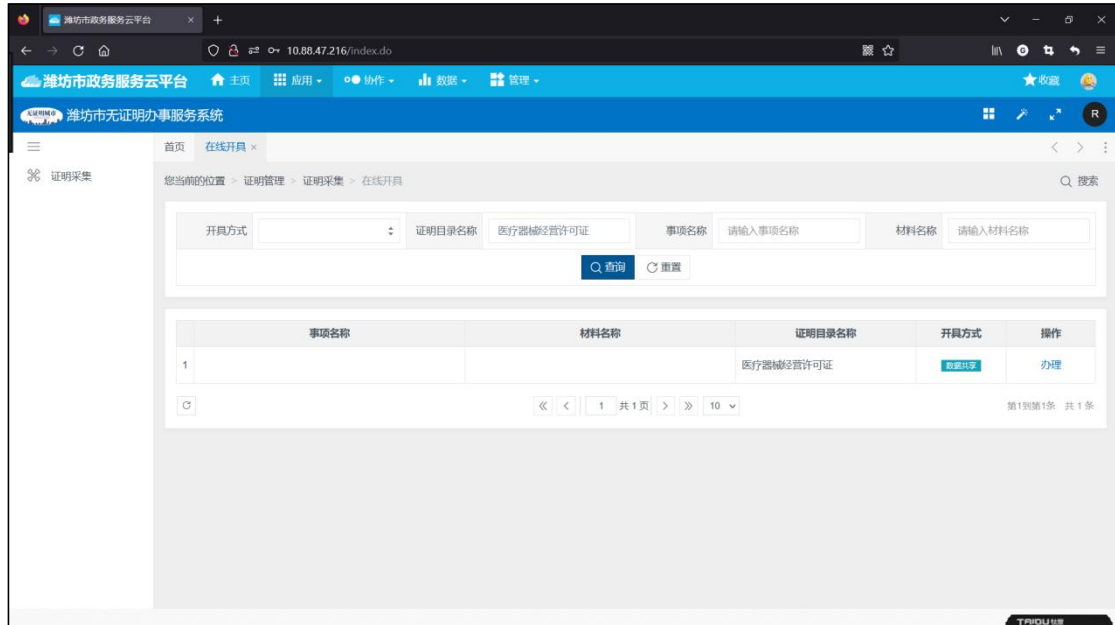 潍坊市政务服务云平台
10.88.47.216/index.do
潍坊市政务服务云平台 主页 应用 协作 数据 管理 收藏
无证明城市 潍坊市无证明办事服务系统 R
首页 在线开具 ×
证明采集
您当前的位置 > 证明管理 > 证明采集 > 在线开具 搜索
开具方式 证明目录名称 医疗器械经营许可证 事项名称 请输入事项名称 材料名称 请输入材料名称
查询 重置
事项名称 材料名称 证明目录名称 开具方式 操作
1 医疗器械经营许可证 数据共享 办理
1 共1页 10 第1到第1条 共1条
TAIDU